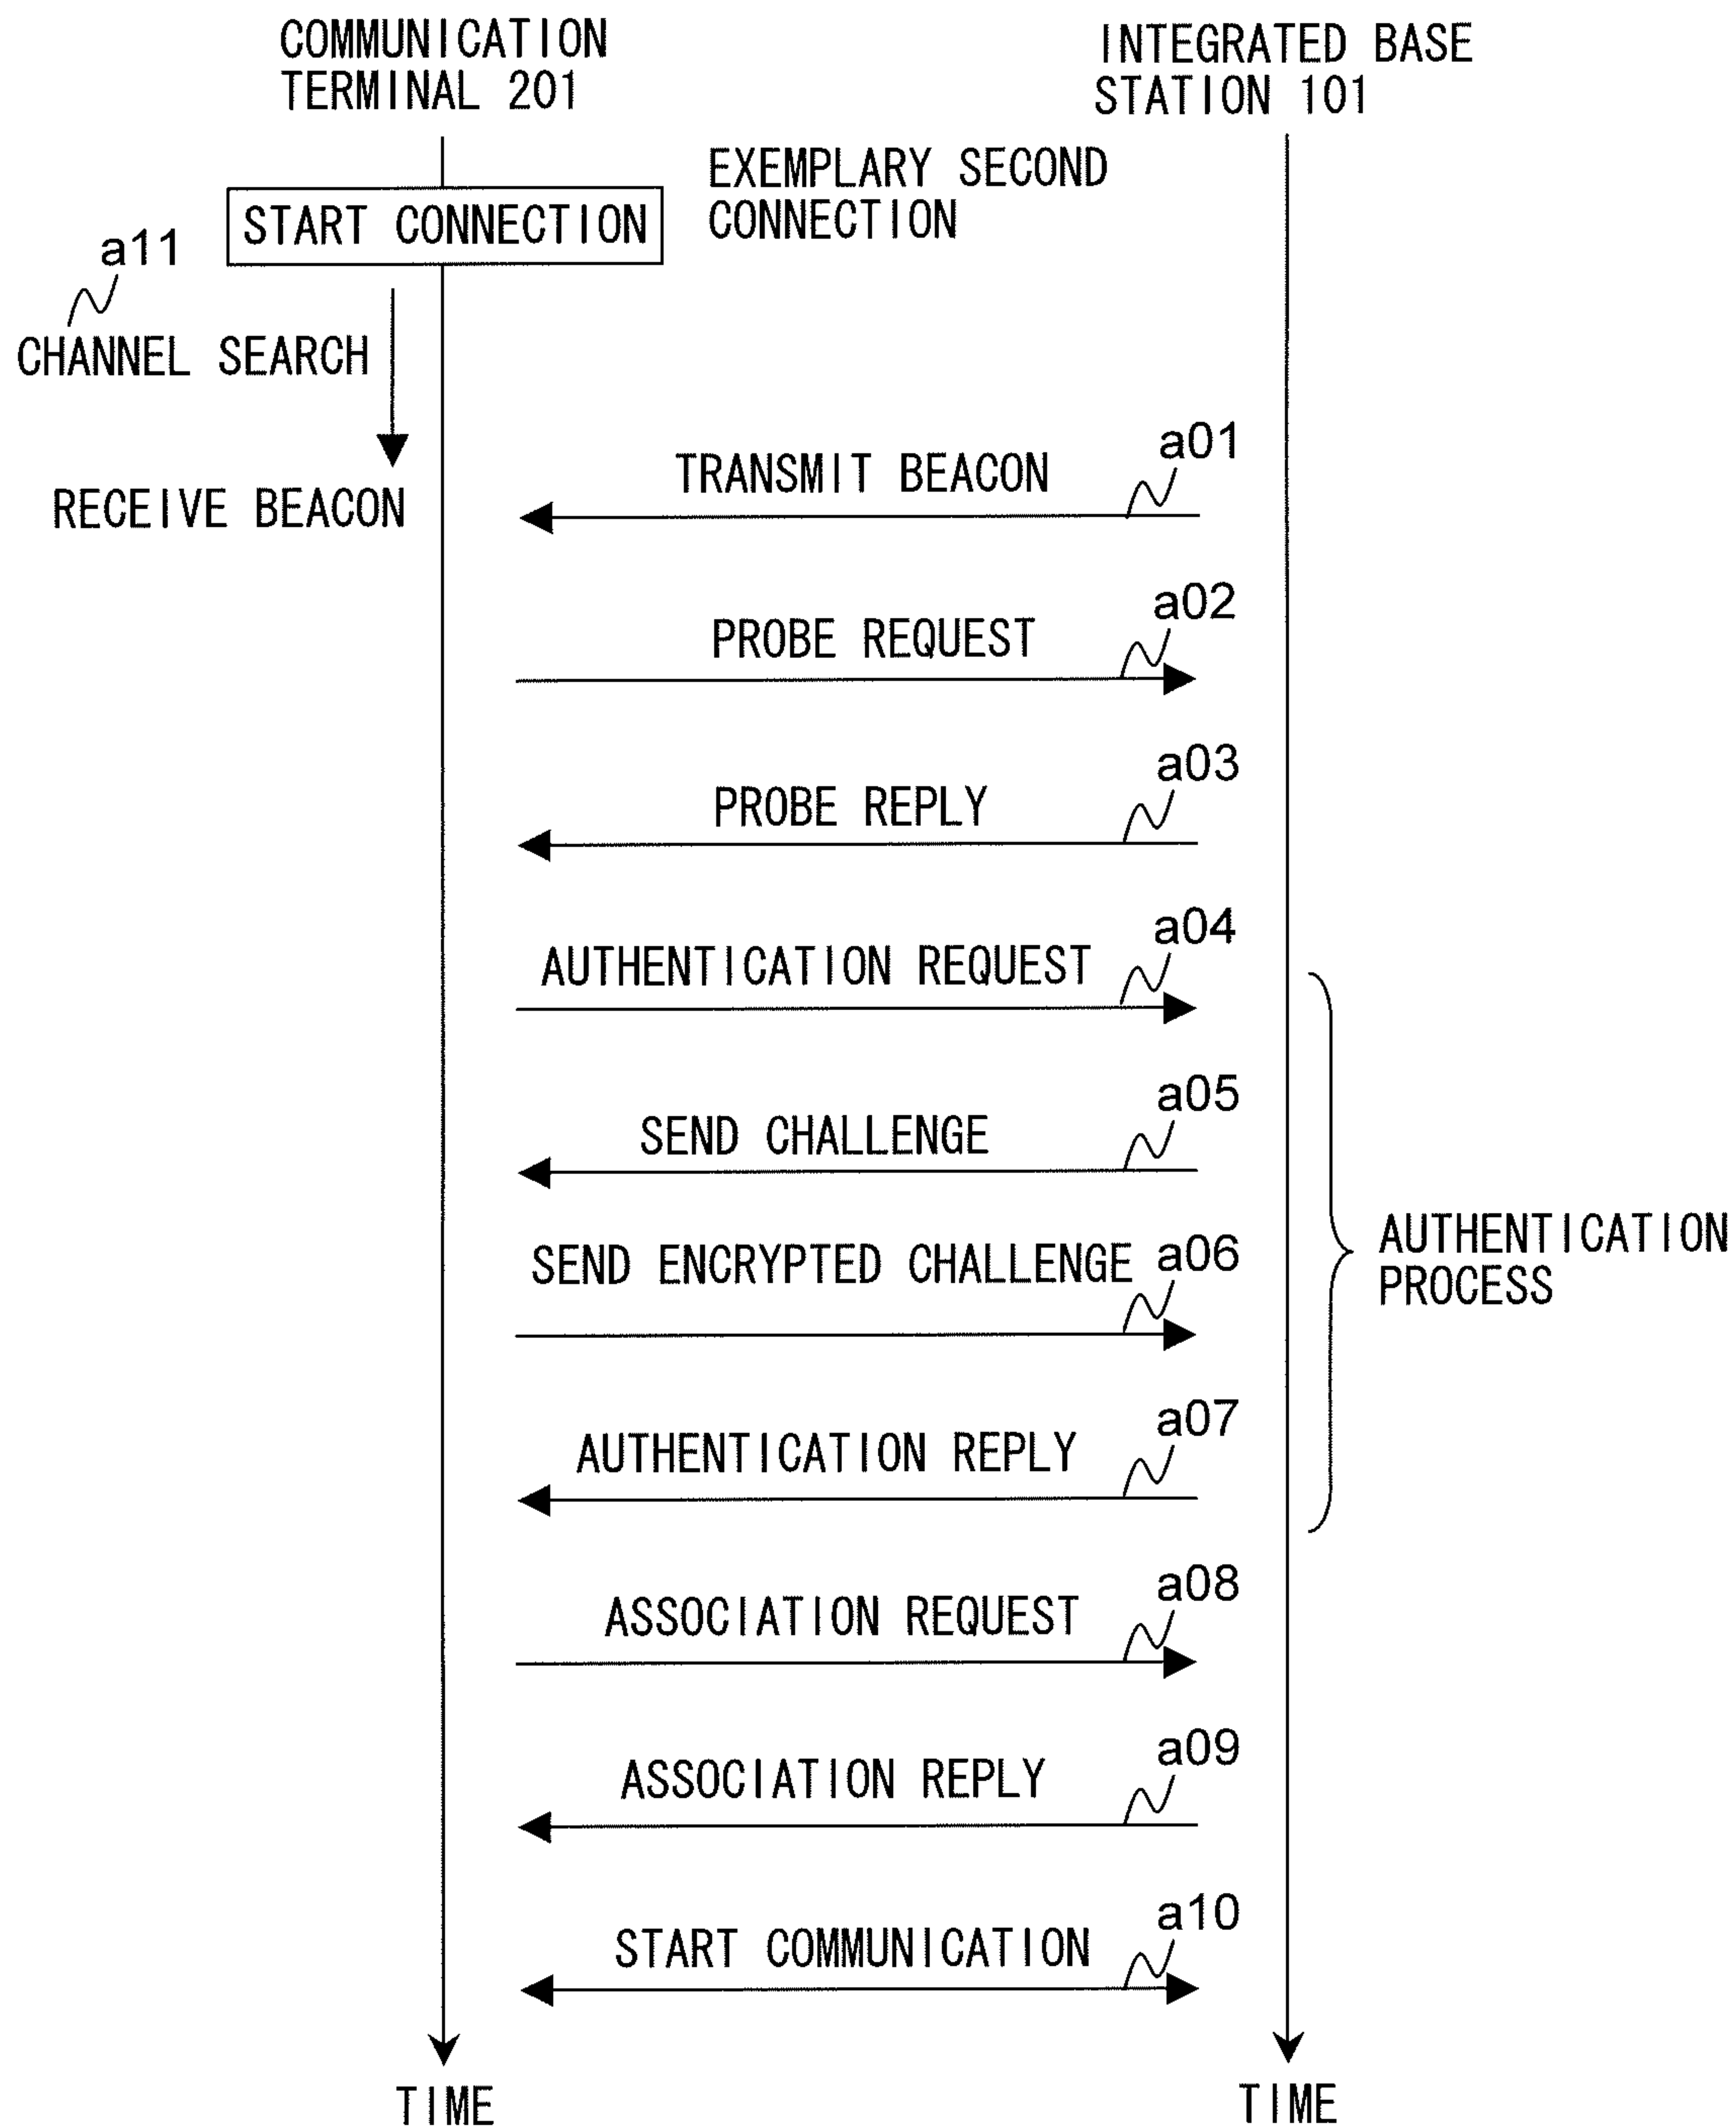 COMMUNICATION
TERMINAL 201
INTEGRATED BASE
STATION 101
EXEMPLARY SECOND
CONNECTION
START CONNECTION
a11
CHANNEL SEARCH
RECEIVE BEACON
a01
TRANSMIT BEACON
a02
PROBE REQUEST
a03
PROBE REPLY
a04
AUTHENTICATION REQUEST
a05
SEND CHALLENGE
a06
SEND ENCRYPTED CHALLENGE
AUTHENTICATION
PROCESS
a07
AUTHENTICATION REPLY
a08
ASSOCIATION REQUEST
a09
ASSOCIATION REPLY
a10
START COMMUNICATION
TIME
TIME